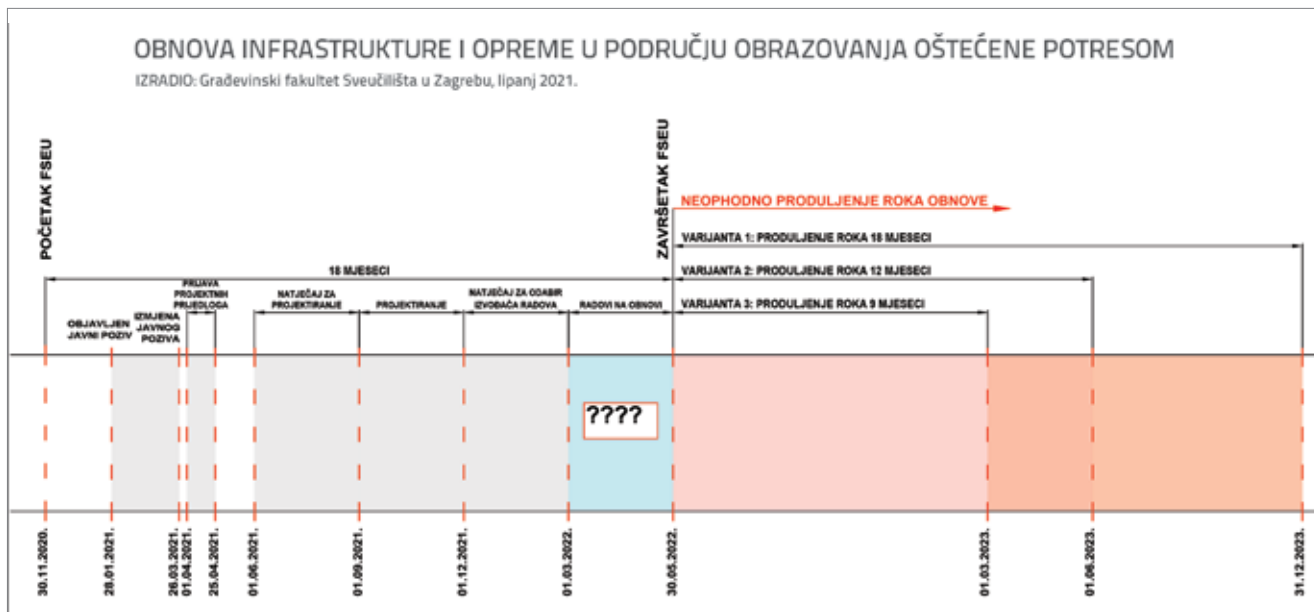 OBNOVA INFRASTRUKTURE I OPREME U PODRUČJU OBRAZOVANJA OŠTEĆENE POTRESOM
IZRADIO: Građevinski fakultet Sveučilišta u Zagrebu, lipanj 2021.
POČETAK FSEU
ZAVRŠETAK FSEU
NEOPHODNO PRODULJENJE ROKA OBNOVE
VARIJANTA 1: PRODULJENJE ROKA 18 MJESECI
18 MJESECI
VARIJANTA 2: PRODULJENJE ROKA 12 MJESECI
PRIJAVA
PROJEKTNIH
PRIJEDLOGA
NATJEČAJ ZA
PROJEKTIRANJE
PROJEKTIRANJE
NATJEČAJ ZA ODABIR
IZVOĐAČA RADOVA
RADOVI NA OBNOVI
VARIJANTA 3: PRODULJENJE ROKA 9 MJESECI
OBJAVLJEN
JAVNI POZIV
IZMJENA
JAVNOG
POZIVA
????
30.11.2020.
28.01.2021.
26.03.2021.
01.04.2021.
25.04.2021.
01.06.2021.
01.09.2021.
01.12.2021.
01.03.2022.
30.05.2022.
01.03.2023.
01.06.2023.
31.12.2023.